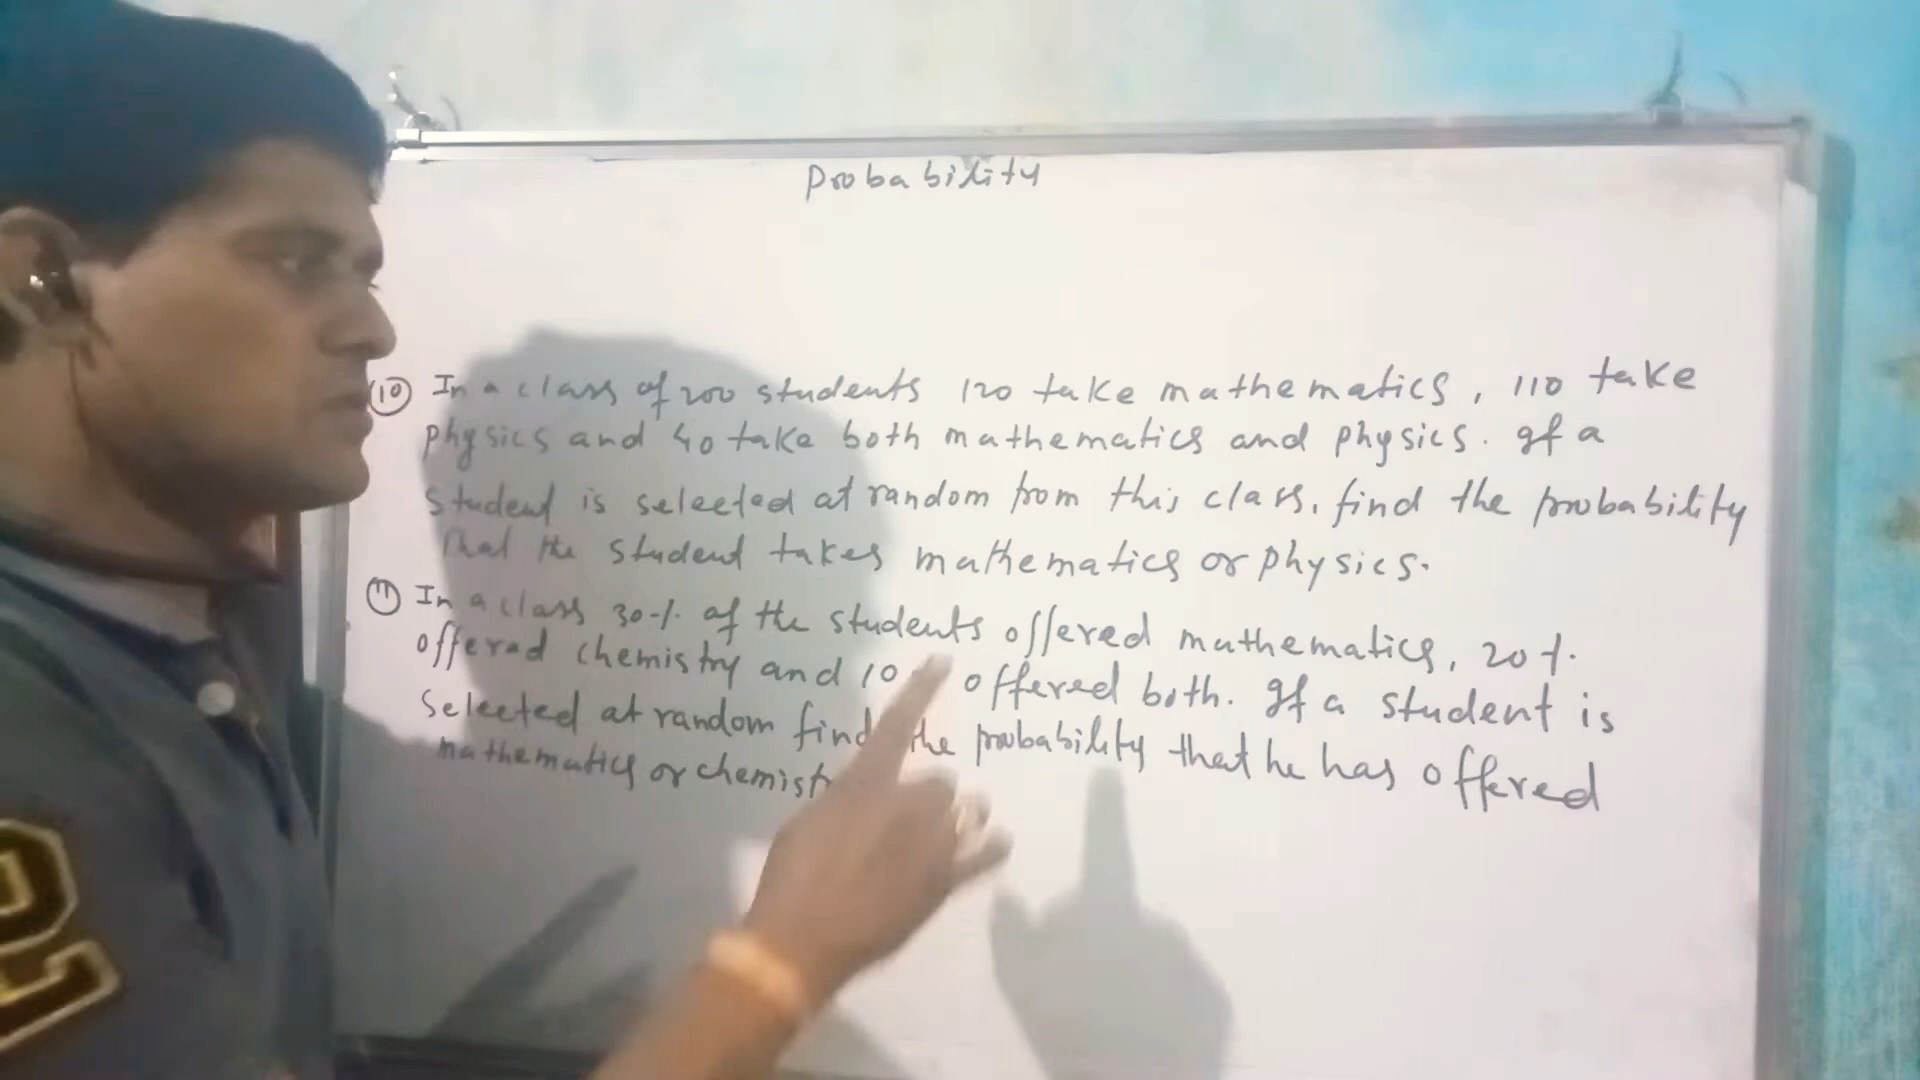 Probability
(10) In a class of 200 students 120 take mathematics, 110 take
physics and 40 take both mathematics and physics. If a
student is selected at random from this class, find the probability
that the student takes mathematics or physics.
(11) In a class 30% of the students offered mathematics, 20%
offered chemistry and 10 offered both. If a student is
selected at random find the probability that he has offered
mathematics or chemist